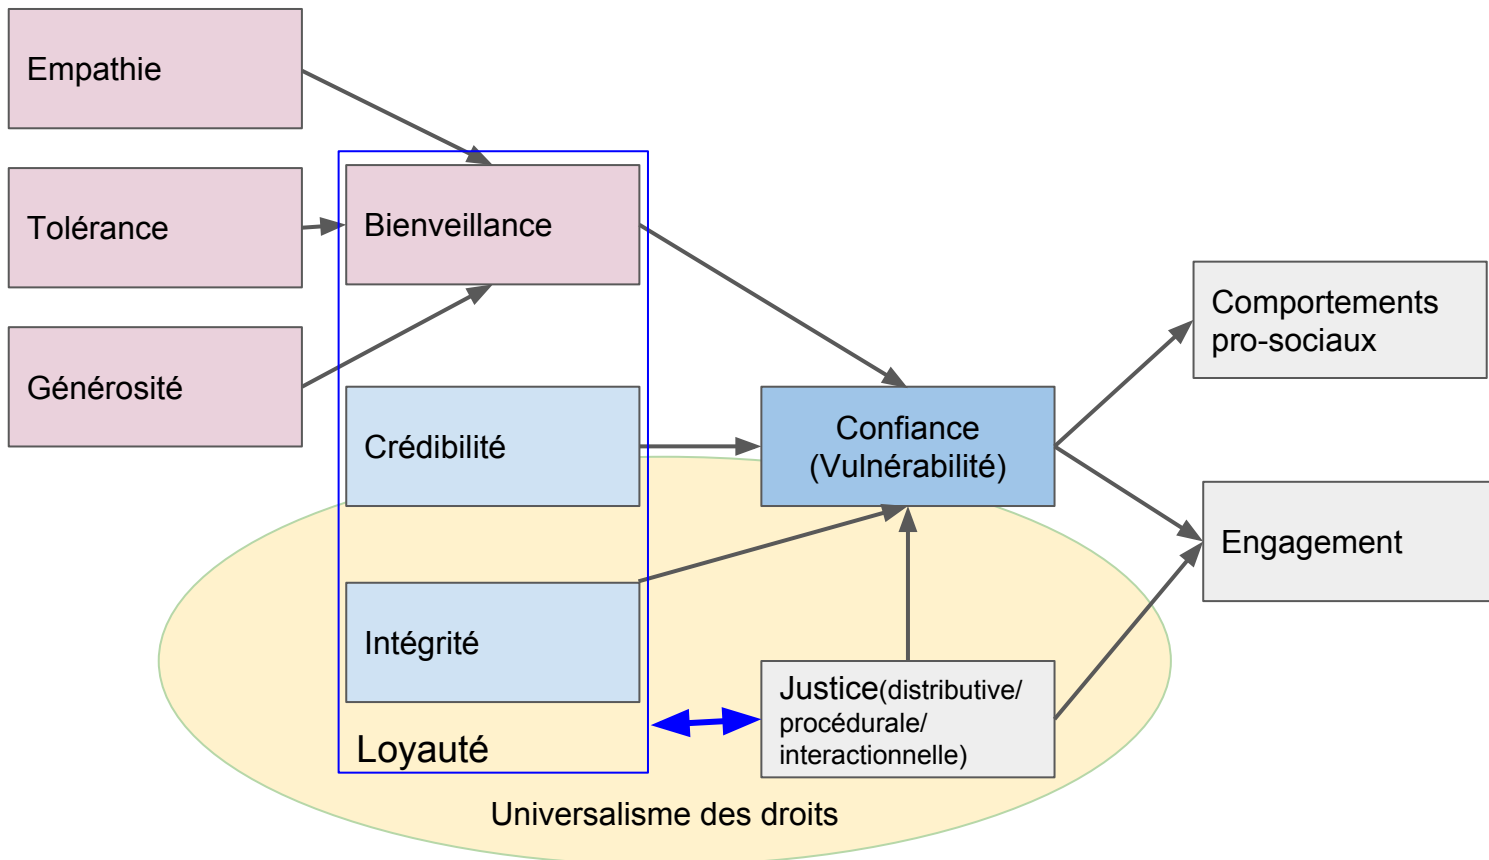 Empathie
Tolérance
Générosité
Bienveillance
Crédibilité
Intégrité
Loyauté
Confiance
(Vulnérabilité)
Justice(distributive/
procédurale/
interactionnelle)
Comportements
pro-sociaux
Engagement
Universalisme des droits